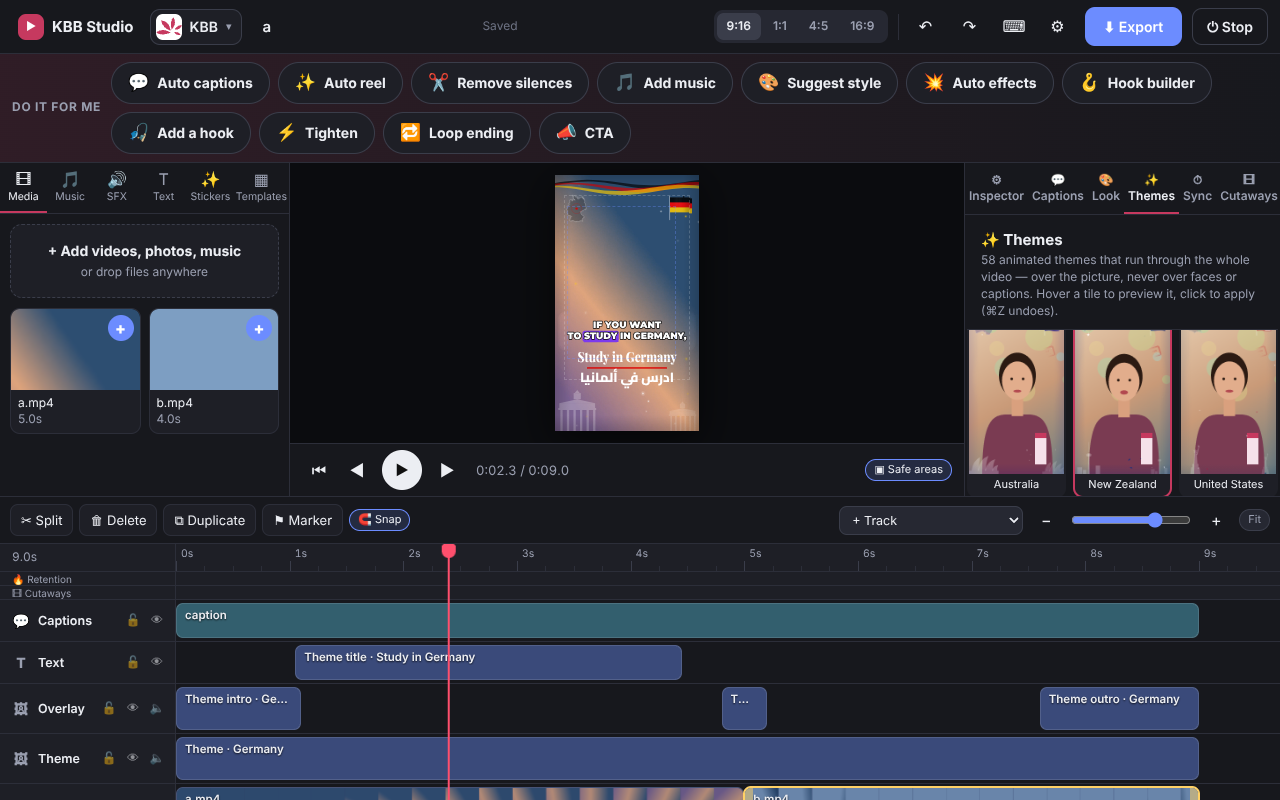 KBB Studio
KBB
a
Saved
9:16
1:1
4:5
16:9
Export
Stop
DO IT FOR ME
Auto captions
Auto reel
Remove silences
Add music
Suggest style
Auto effects
Hook builder
Add a hook
Tighten
Loop ending
CTA
Media
Music
SFX
Text
Stickers
Templates
+ Add videos, photos, music
or drop files anywhere
a.mp4
5.0s
b.mp4
4.0s
IF YOU WANT
TO STUDY IN GERMANY,
Study in Germany
ادرس في ألمانيا
0:02.3 / 0:09.0
Safe areas
Inspector
Captions
Look
Themes
Sync
Cutaways
Themes
58 animated themes that run through the whole
video — over the picture, never over faces or
captions. Hover a tile to preview it, click to apply
(⌘Z undoes).
Australia
New Zealand
United States
Split
Delete
Duplicate
Marker
Snap
+ Track
Fit
9.0s
0s
1s
2s
3s
4s
5s
6s
7s
8s
9s
Retention
Cutaways
Captions
caption
Text
Theme title · Study in Germany
Overlay
Theme intro · Ge...
T...
Theme outro · Germany
Theme
Theme · Germany
a.mp4
b.mp4